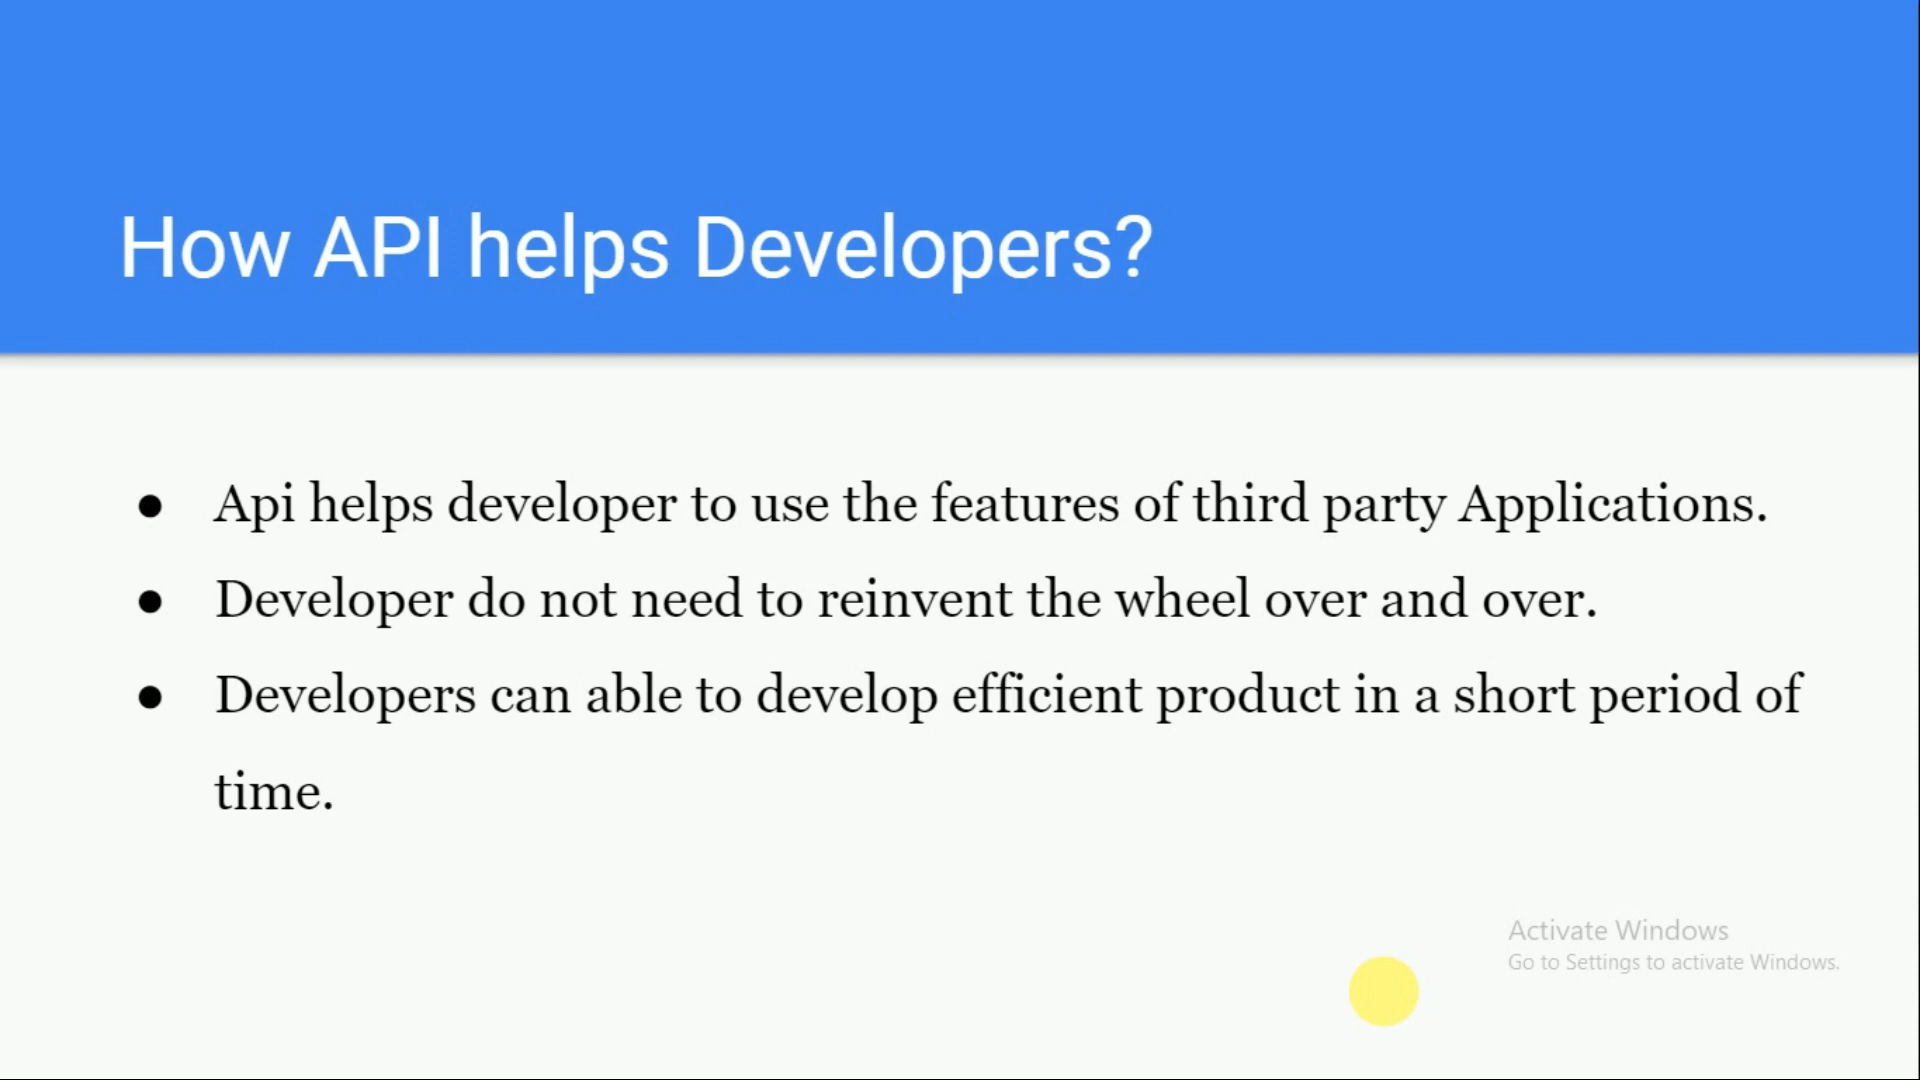 How API helps Developers?
● Api helps developer to use the features of third party Applications.
● Developer do not need to reinvent the wheel over and over.
● Developers can able to develop efficient product in a short period of
time.
Activate Windows
Go to Settings to activate Windows.